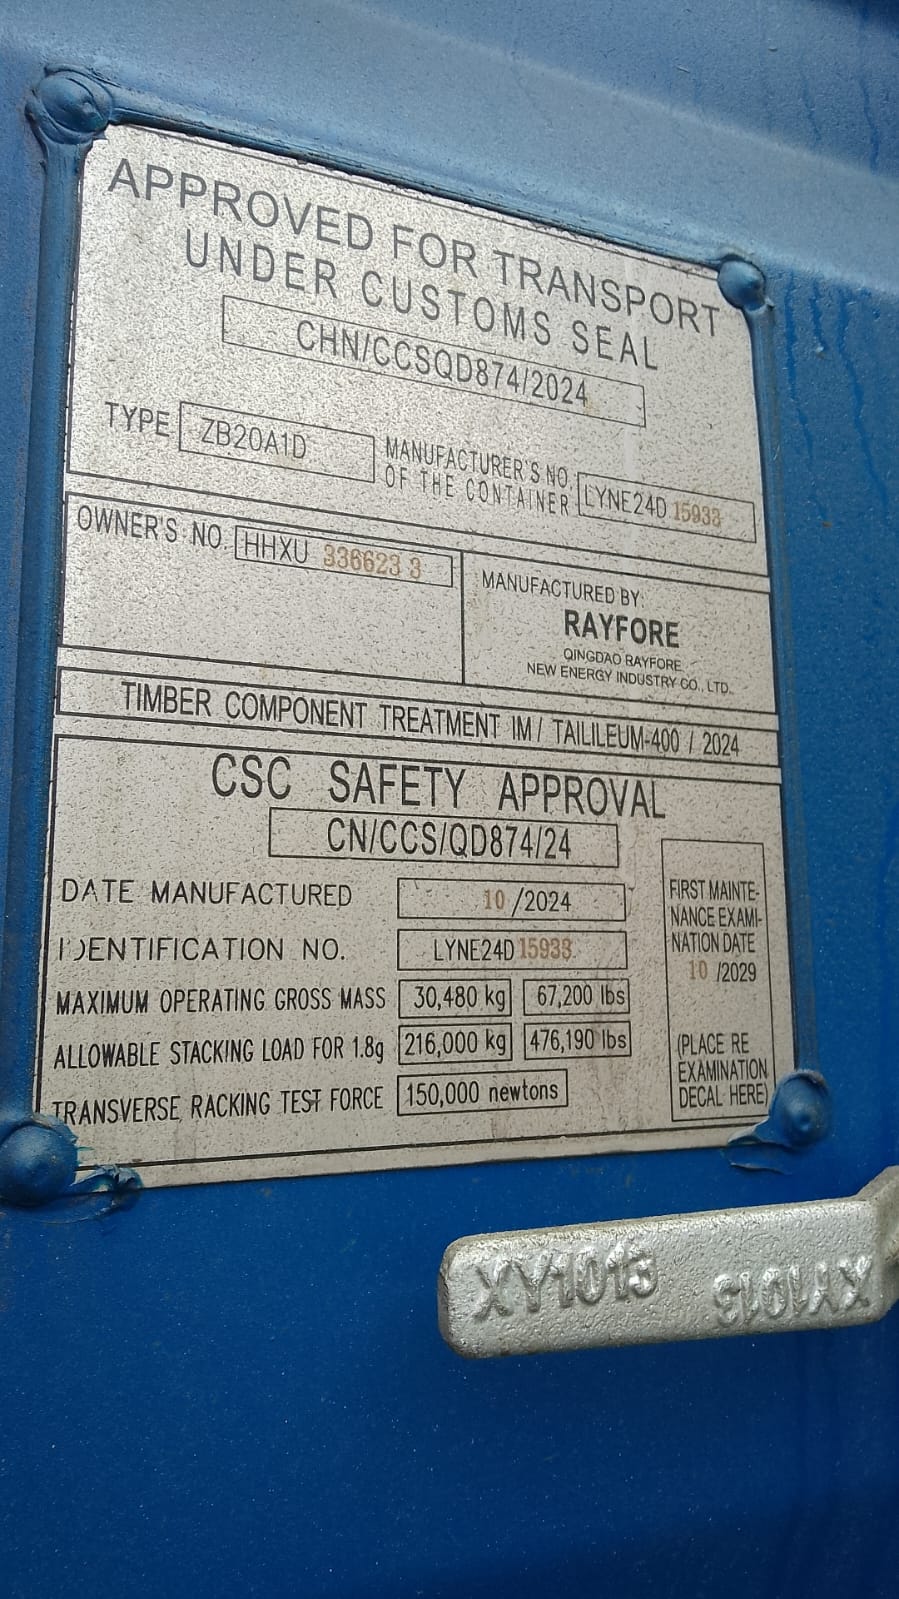 APPROVED FOR TRANSPORT
UNDER CUSTOMS SEAL
CHN/CCSQD874/2024
TYPE ZB20A1D
MANUFACTURER'S NO.
OF THE CONTAINER LYNE24D 15933
OWNER'S NO. HHXU 336623 3
MANUFACTURED BY:
RAYFORE
QINGDAO RAYFORE
NEW ENERGY INDUSTRY CO., LTD.
TIMBER COMPONENT TREATMENT IM / TAILILEUM-400 / 2024
CSC SAFETY APPROVAL
CN/CCS/QD874/24
DATE MANUFACTURED 10 /2024
IDENTIFICATION NO. LYNE24D 15933
MAXIMUM OPERATING GROSS MASS 30,480 kg 67,200 lbs
ALLOWABLE STACKING LOAD FOR 1.8g 216,000 kg 476,190 lbs
TRANSVERSE RACKING TEST FORCE 150,000 newtons
FIRST MAINTE-
NANCE EXAMI-
NATION DATE
10 /2029
(PLACE RE
EXAMINATION
DECAL HERE)
XY1013 XY1013